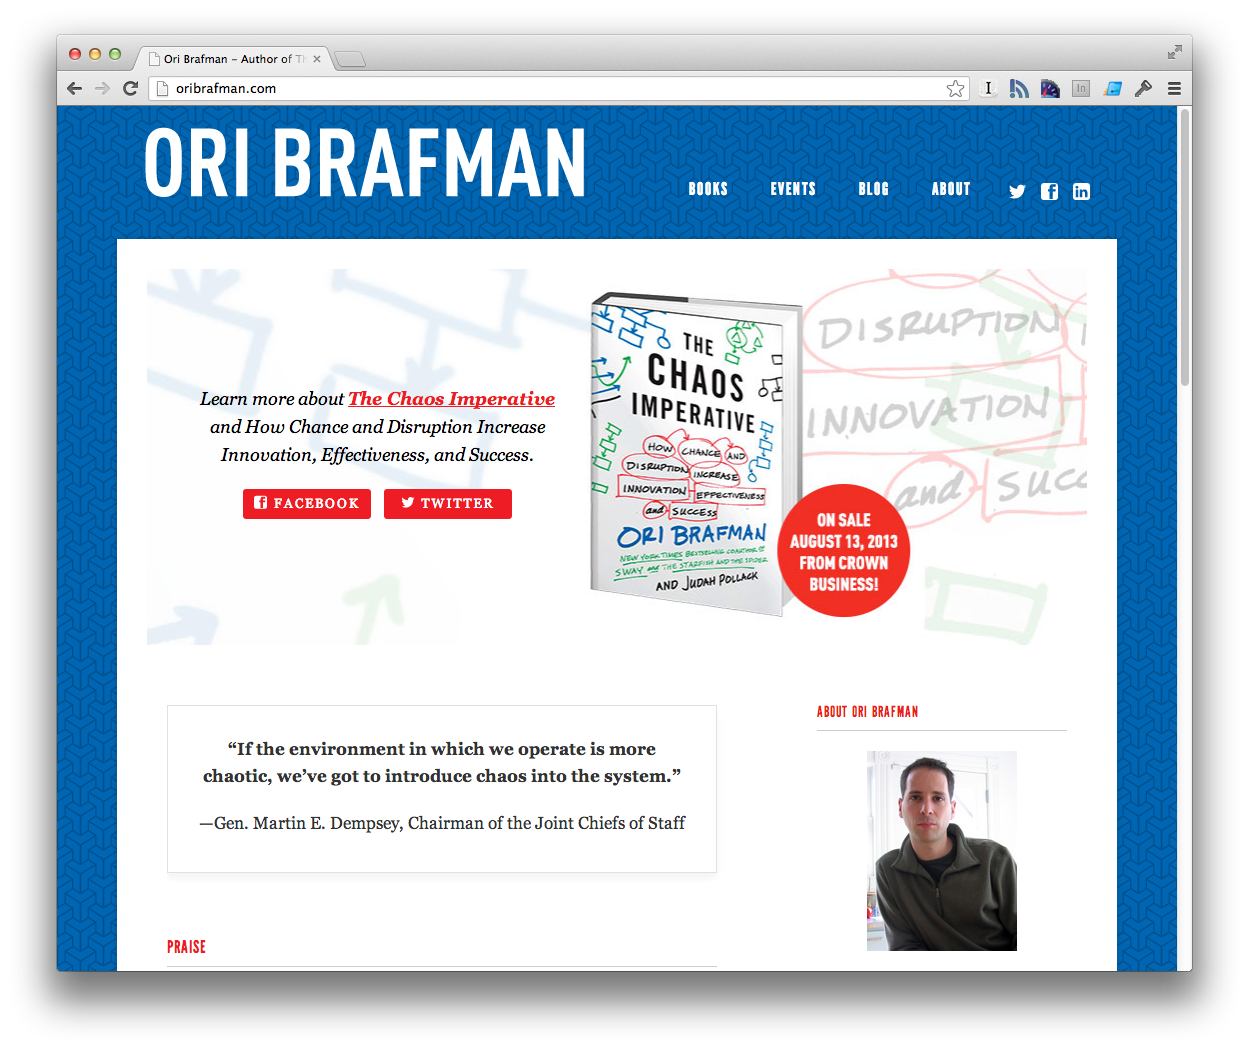 Ori Brafman – Author of Th
oribrafman.com
ORI BRAFMAN
BOOKS
EVENTS
BLOG
ABOUT
Learn more about The Chaos Imperative
and How Chance and Disruption Increase
Innovation, Effectiveness, and Success.
FACEBOOK
TWITTER
THE
CHAOS
IMPERATIVE
HOW CHANCE AND
DISRUPTION INCREASE
INNOVATION EFFECTIVENESS
and SUCCESS
ORI BRAFMAN
NEW YORK TIMES BESTSELLING COAUTHOR OF
SWAY and THE STARFISH AND THE SPIDER
AND JUDAH POLLACK
DISRUPTION
INNOVATION
and SUCC
ON SALE
AUGUST 13, 2013
FROM CROWN
BUSINESS!
“If the environment in which we operate is more
chaotic, we’ve got to introduce chaos into the system.”
—Gen. Martin E. Dempsey, Chairman of the Joint Chiefs of Staff
PRAISE
ABOUT ORI BRAFMAN